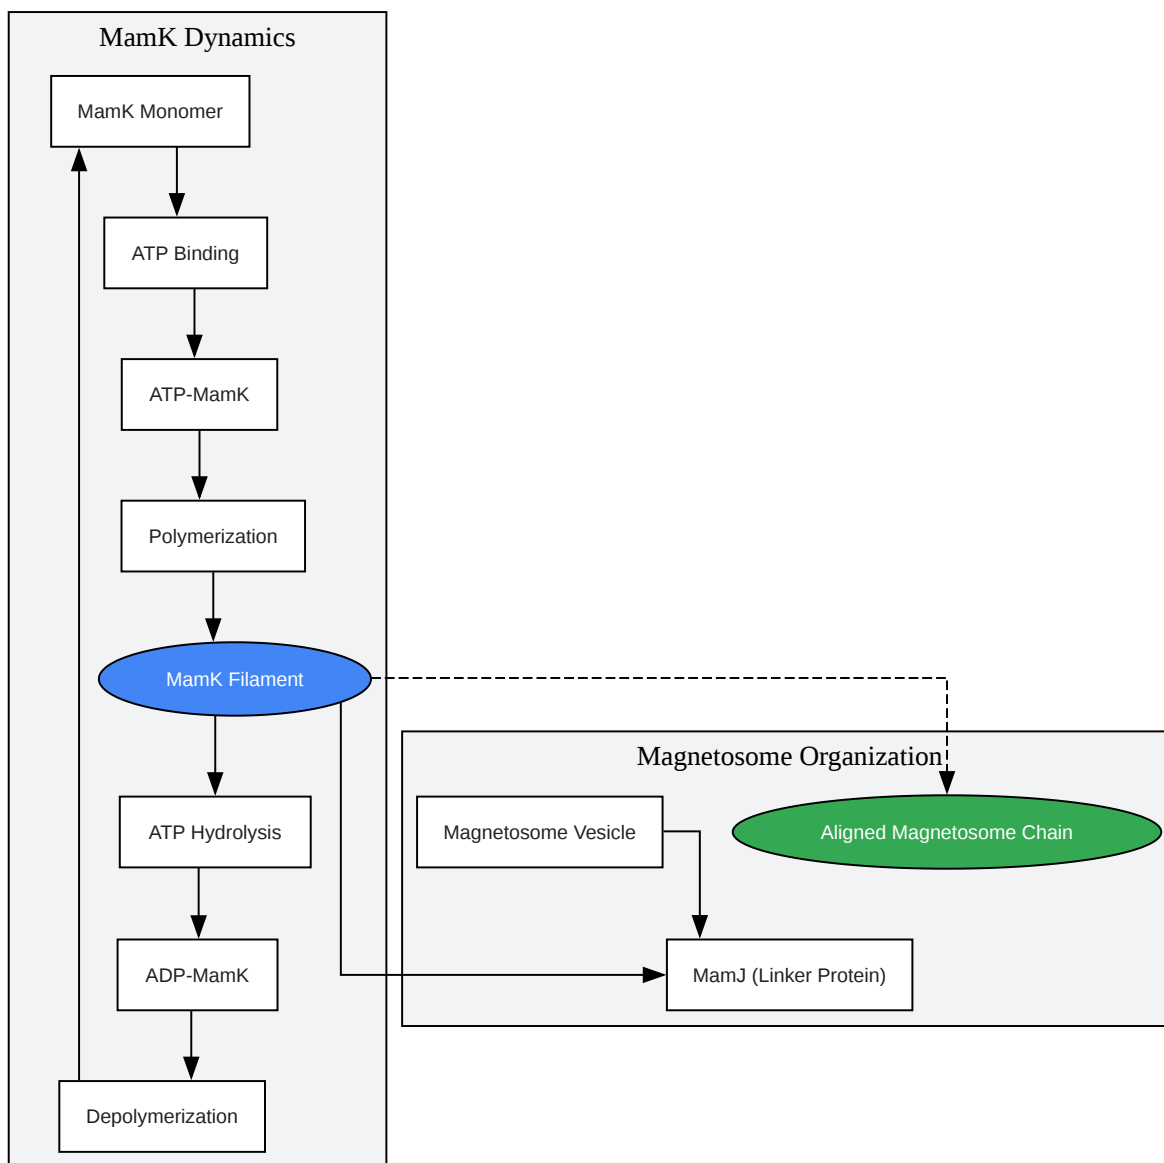 MamK Dynamics
MamK Monomer
ATP Binding
ATP-MamK
Polymerization
MamK Filament
ATP Hydrolysis
ADP-MamK
Depolymerization
Magnetosome Organization
Magnetosome Vesicle
Aligned Magnetosome Chain
MamJ (Linker Protein)